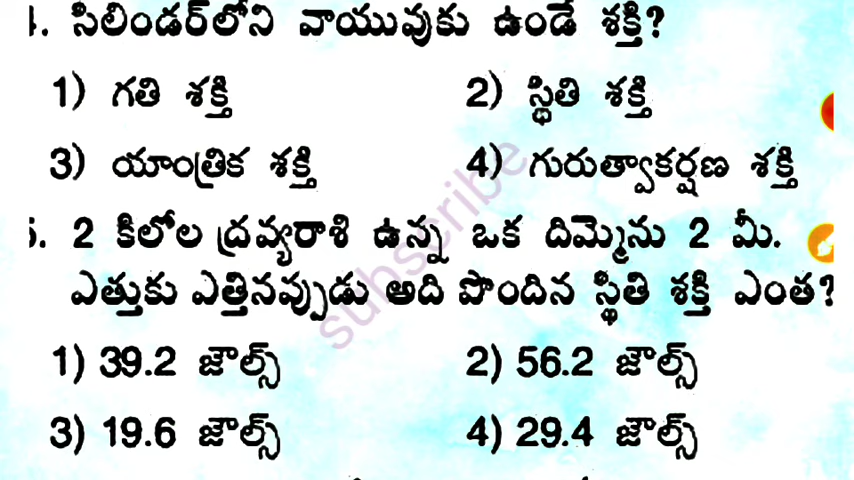 . సిలిండర్‌లోని వాయువుకు ఉండే శక్తి?
1) గతి శక్తి 2) స్థితి శక్తి
3) యాంత్రిక శక్తి 4) గురుత్వాకర్షణ శక్తి
. 2 కిలోల ద్రవ్యరాశి ఉన్న ఒక దిమ్మెను 2 మీ.
ఎత్తుకు ఎత్తినప్పుడు అది పొందిన స్థితి శక్తి ఎంత?
1) 39.2 జౌల్స్ 2) 56.2 జౌల్స్
3) 19.6 జౌల్స్ 4) 29.4 జౌల్స్
subscribe